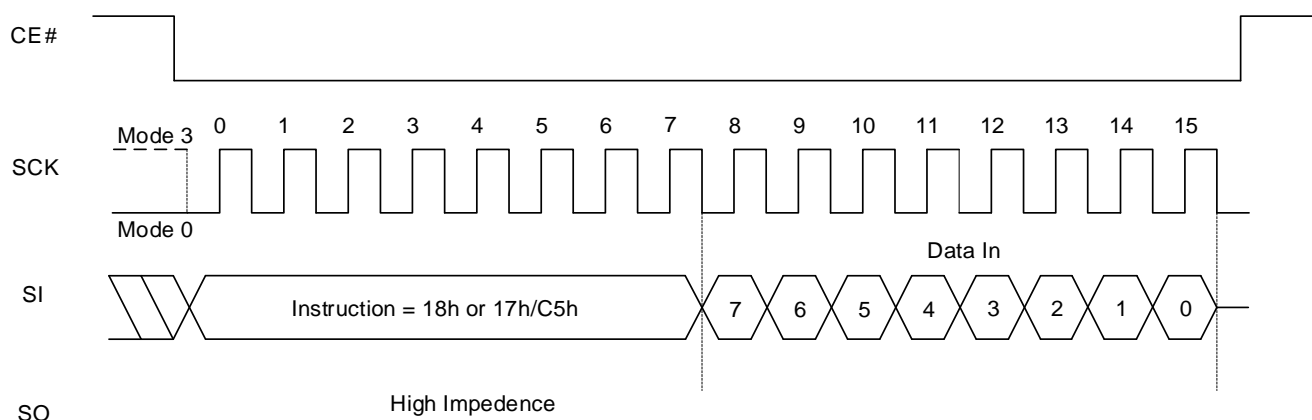 CE#
0 1 2 3 4 5 6 7 8 9 10 11 12 13 14 15
Mode 3
SCK
Mode 0
Data In
SI
Instruction = 18h or 17h/C5h
7 6 5 4 3 2 1 0
High Impedence
SO